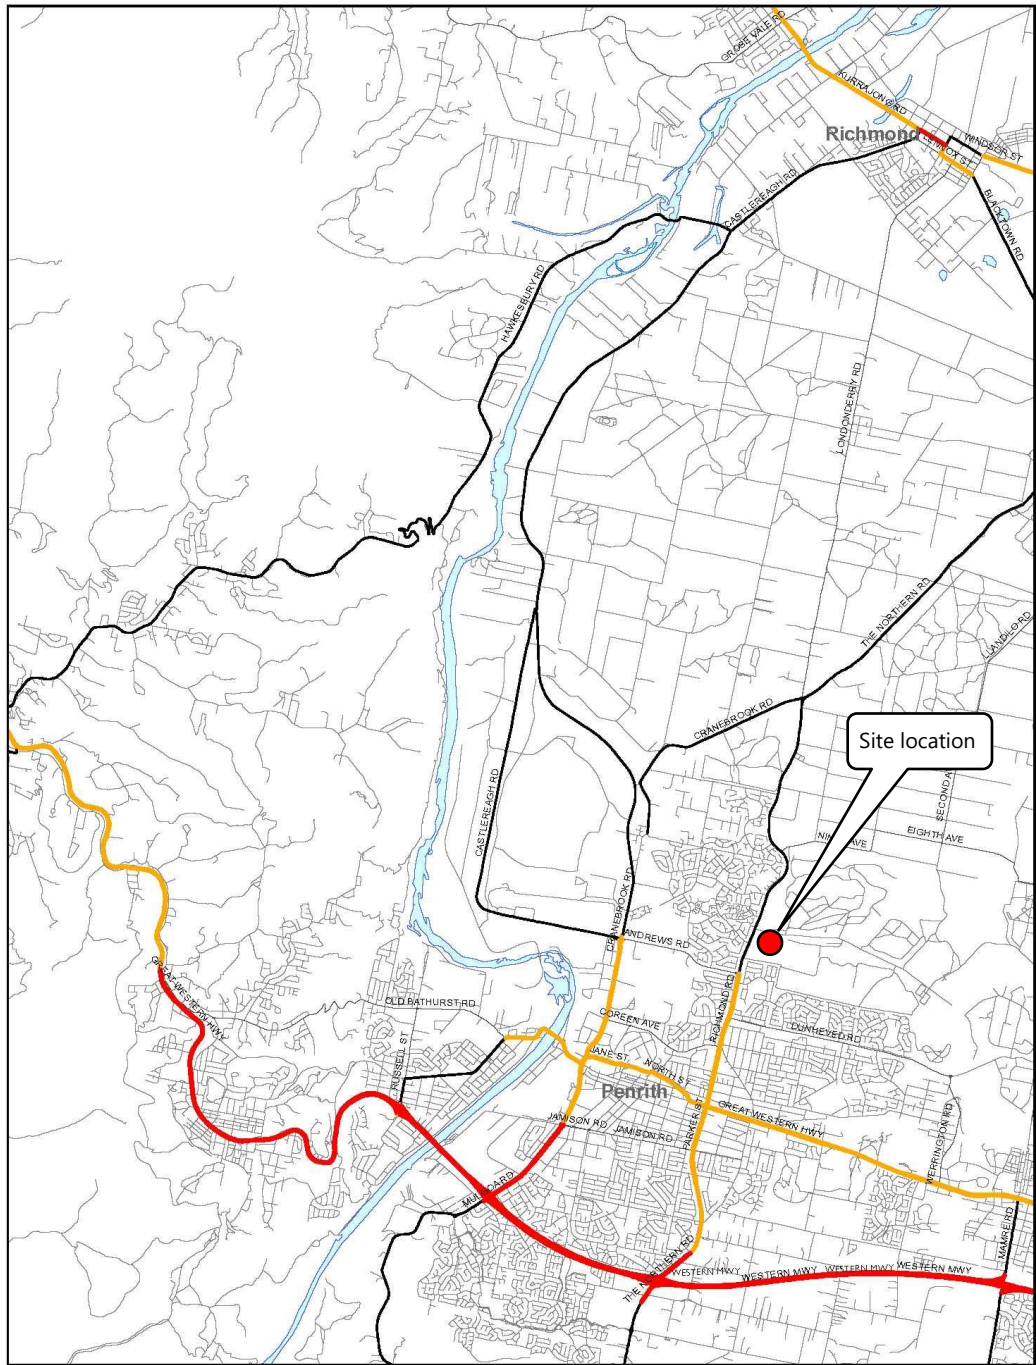 GROSE VALE RD
KURRAJONG RD
Richmond
LENNOX ST
WINDSOR ST
CASTLEREAGH RD
BLACKTOWN RD
HAWKESBURY RD
LONDONDERRY RD
THE NORTHERN RD
LLANDILO RD
CRANEBROOK RD
Site location
CASTLEREAGH RD
SECOND AV
EIGHTH AVE
AVE
CRANEBROOK RD
ANDREWS RD
GREAT WESTERN HWY
OLD BATHURST RD
COREEN AVE
RICHMOND RD
DUNHEVED RD
RUSSELL ST
JANE ST
NORTH ST
Penrith
GREAT WESTERN HWY
PARKER ST
JAMISON RD
JAMISON RD
WERRINGTON RD
MULGOA RD
MAMRE RD
THE NORTHERN RD
WESTERN MWY
WESTERN MWY
WESTERN MWY
WESTERN MWY